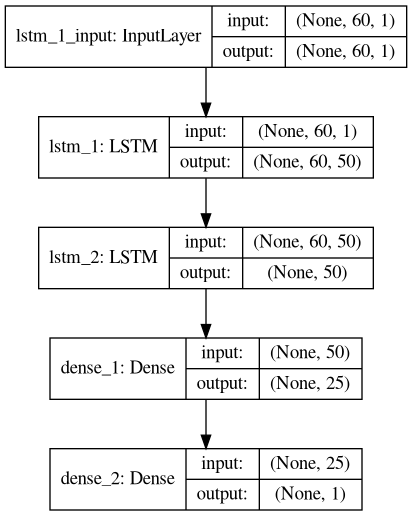 lstm_1_input: InputLayer input: (None, 60, 1)
output: (None, 60, 1)
lstm_1: LSTM input: (None, 60, 1)
output: (None, 60, 50)
lstm_2: LSTM input: (None, 60, 50)
output: (None, 50)
dense_1: Dense input: (None, 50)
output: (None, 25)
dense_2: Dense input: (None, 25)
output: (None, 1)